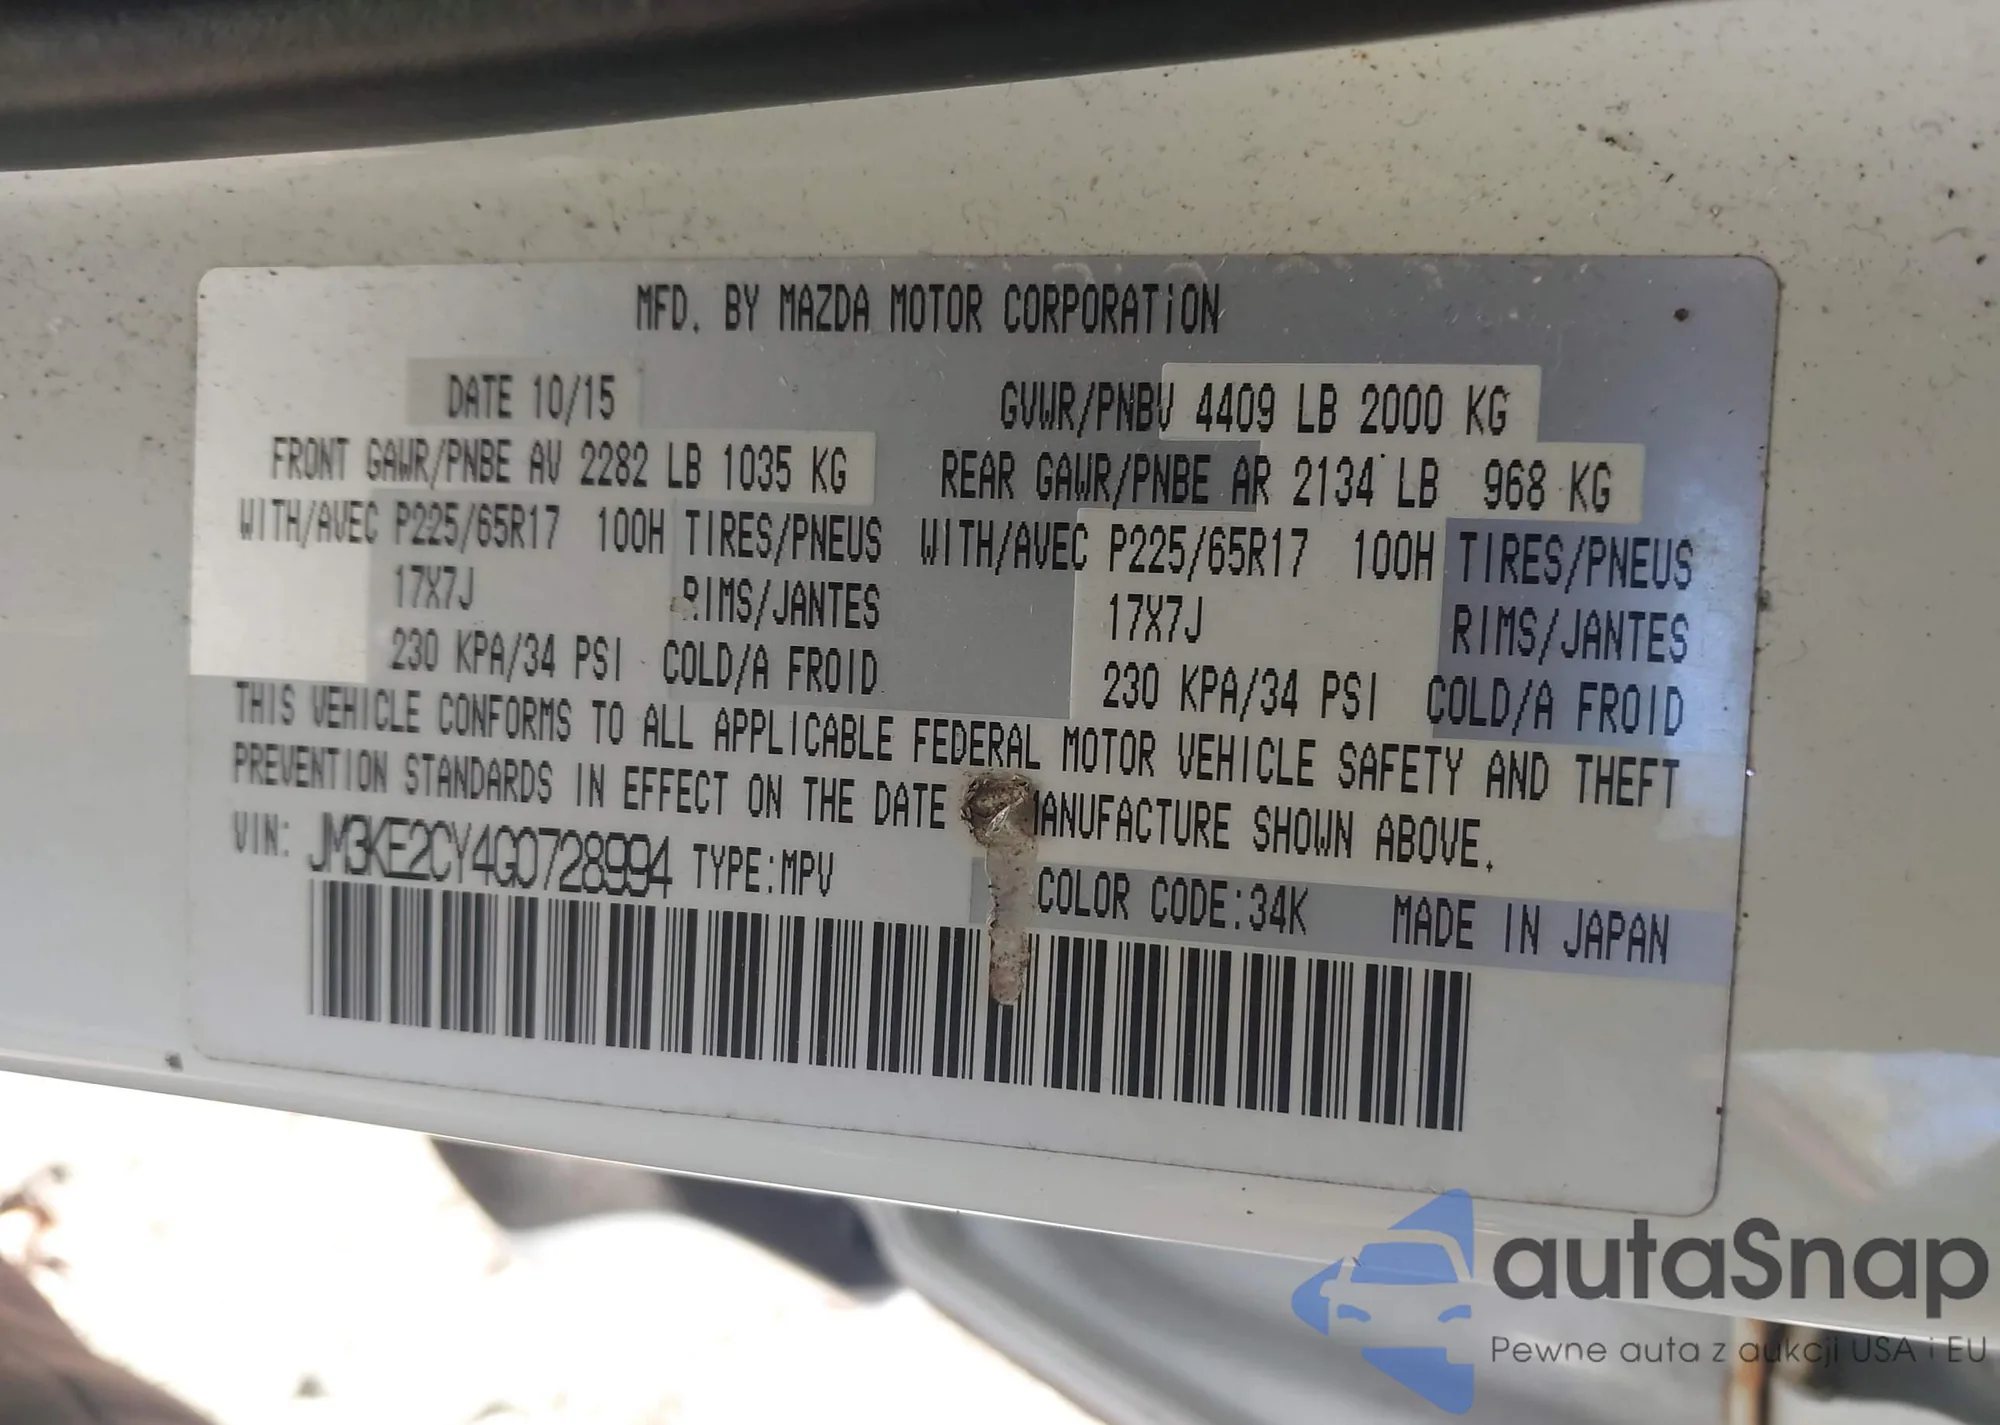 MFD. BY MAZDA MOTOR CORPORATION
DATE 10/15 GVWR/PNBV 4409 LB 2000 KG
FRONT GAWR/PNBE AV 2282 LB 1035 KG REAR GAWR/PNBE AR 2134 LB 968 KG
WITH/AVEC P225/65R17 100H TIRES/PNEUS WITH/AVEC P225/65R17 100H TIRES/PNEUS
17X7J RIMS/JANTES 17X7J RIMS/JANTES
230 KPA/34 PSI COLD/A FROID 230 KPA/34 PSI COLD/A FROID
THIS VEHICLE CONFORMS TO ALL APPLICABLE FEDERAL MOTOR VEHICLE SAFETY AND THEFT
PREVENTION STANDARDS IN EFFECT ON THE DATE MANUFACTURE SHOWN ABOVE.
VIN: JM3KE2CY4G0728994 TYPE:MPV COLOR CODE:34K MADE IN JAPAN
autaSnap
Pewne auta z aukcji USA i EU